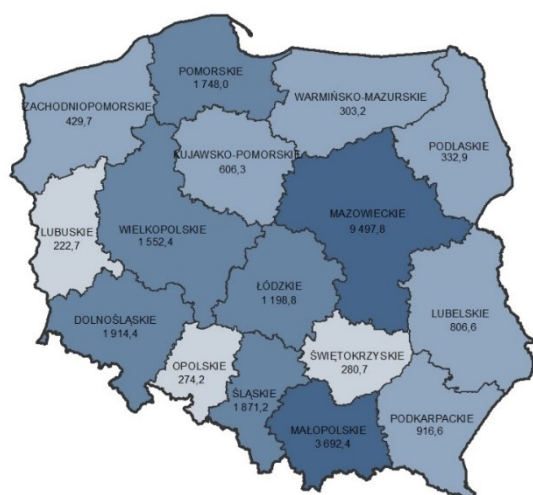 POMORSKIE
1 748,0
ZACHODNIOPOMORSKIE
429,7
WARMIŃSKO-MAZURSKIE
303,2
PODLASKIE
332,9
KUJAWSKO-POMORSKIE
606,3
MAZOWIECKIE
9 497,8
LUBUSKIE
222,7
WIELKOPOLSKIE
1 552,4
ŁÓDZKIE
1 198,8
LUBELSKIE
806,6
DOLNOŚLĄSKIE
1 914,4
OPOLSKIE
274,2
ŚWIĘTOKRZYSKIE
280,7
ŚLĄSKIE
1 871,2
MAŁOPOLSKIE
3 692,4
PODKARPACKIE
916,6